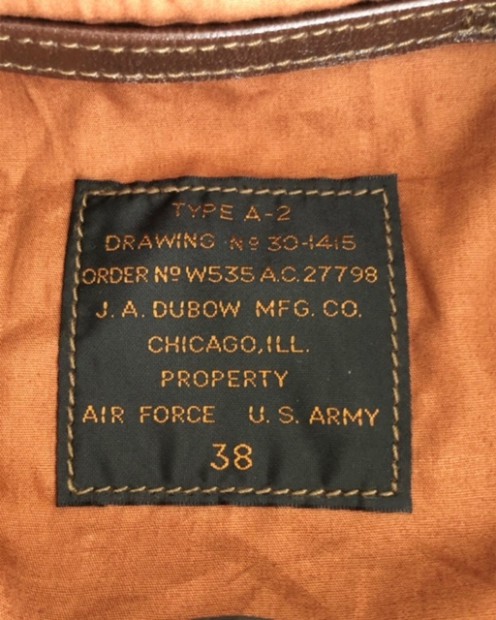 TYPE A-2
DRAWING Nº 30-1415
ORDER Nº W535 A.C. 27798
J. A. DUBOW MFG. CO.
CHICAGO, ILL.
PROPERTY
AIR FORCE U. S. ARMY
38